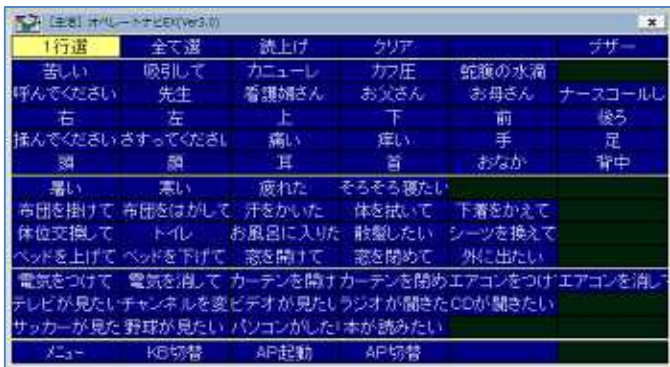 [生活] オペレートナビEX(Ver3.0)
1行選 全て選 読上げ クリア ブザー
苦しい 吸引して カニューレ カフ圧 蛇腹の水滴
呼んでください 先生 看護婦さん お父さん お母さん ナースコールし
右 左 上 下 前 後ろ
揉んでください さすってくださし 痛い 痒い 手 足
頭 顔 耳 首 おなか 背中
暑い 寒い 疲れた そろそろ寝たい
布団を掛けて 布団をはがして 汗をかいた 体を拭いて 下着をかえて
体位交換して トイレ お風呂に入りた 散髪したい シーツを換えて
ベッドを上げて ベッドを下げて 窓を開けて 窓を閉めて 外に出たい
電気をつけて 電気を消して カーテンを開け カーテンを閉め エアコンをつけ エアコンを消し
テレビが見たい チャンネルを変 ビデオが見たい ラジオが聞きた CDが聞きたい
サッカーが見た 野球が見たい パソコンがした 本が読みたい
メニュー KB切替 AP起動 AP切替